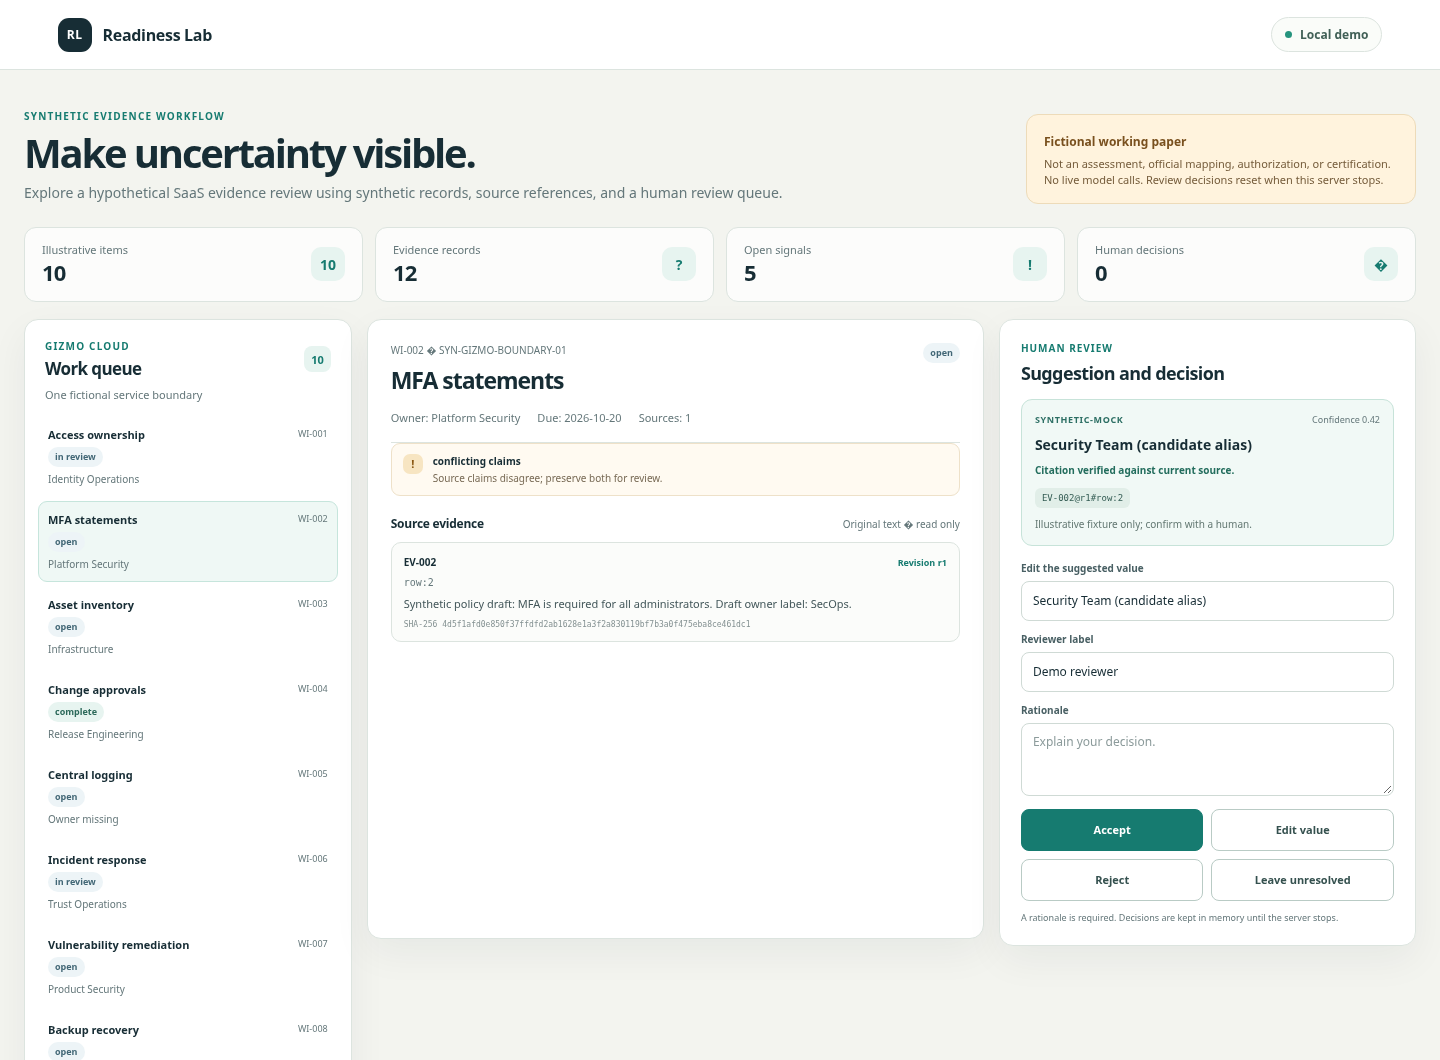 RL
Readiness Lab
Local demo
SYNTHETIC EVIDENCE WORKFLOW
Make uncertainty visible.
Explore a hypothetical SaaS evidence review using synthetic records, source references, and a human review queue.
Fictional working paper
Not an assessment, official mapping, authorization, or certification.
No live model calls. Review decisions reset when this server stops.
Illustrative items
10
10
Evidence records
12
?
Open signals
5
!
Human decisions
0
�
GIZMO CLOUD
Work queue
10
One fictional service boundary
Access ownership WI-001
in review
Identity Operations
MFA statements WI-002
open
Platform Security
Asset inventory WI-003
open
Infrastructure
Change approvals WI-004
complete
Release Engineering
Central logging WI-005
open
Owner missing
Incident response WI-006
in review
Trust Operations
Vulnerability remediation WI-007
open
Product Security
Backup recovery WI-008
open
WI-002 � SYN-GIZMO-BOUNDARY-01
open
MFA statements
Owner: Platform Security Due: 2026-10-20 Sources: 1
!
conflicting claims
Source claims disagree; preserve both for review.
Source evidence Original text � read only
EV-002 Revision r1
row:2
Synthetic policy draft: MFA is required for all administrators. Draft owner label: SecOps.
SHA-256 4d5f1afd0e850f37ffdfd2ab1628e1a3f2a830119bf7b3a0f475eba8ce461dc1
HUMAN REVIEW
Suggestion and decision
SYNTHETIC-MOCK Confidence 0.42
Security Team (candidate alias)
Citation verified against current source.
EV-002@r1#row:2
Illustrative fixture only; confirm with a human.
Edit the suggested value
Security Team (candidate alias)
Reviewer label
Demo reviewer
Rationale
Explain your decision.
Accept Edit value
Reject Leave unresolved
A rationale is required. Decisions are kept in memory until the server stops.